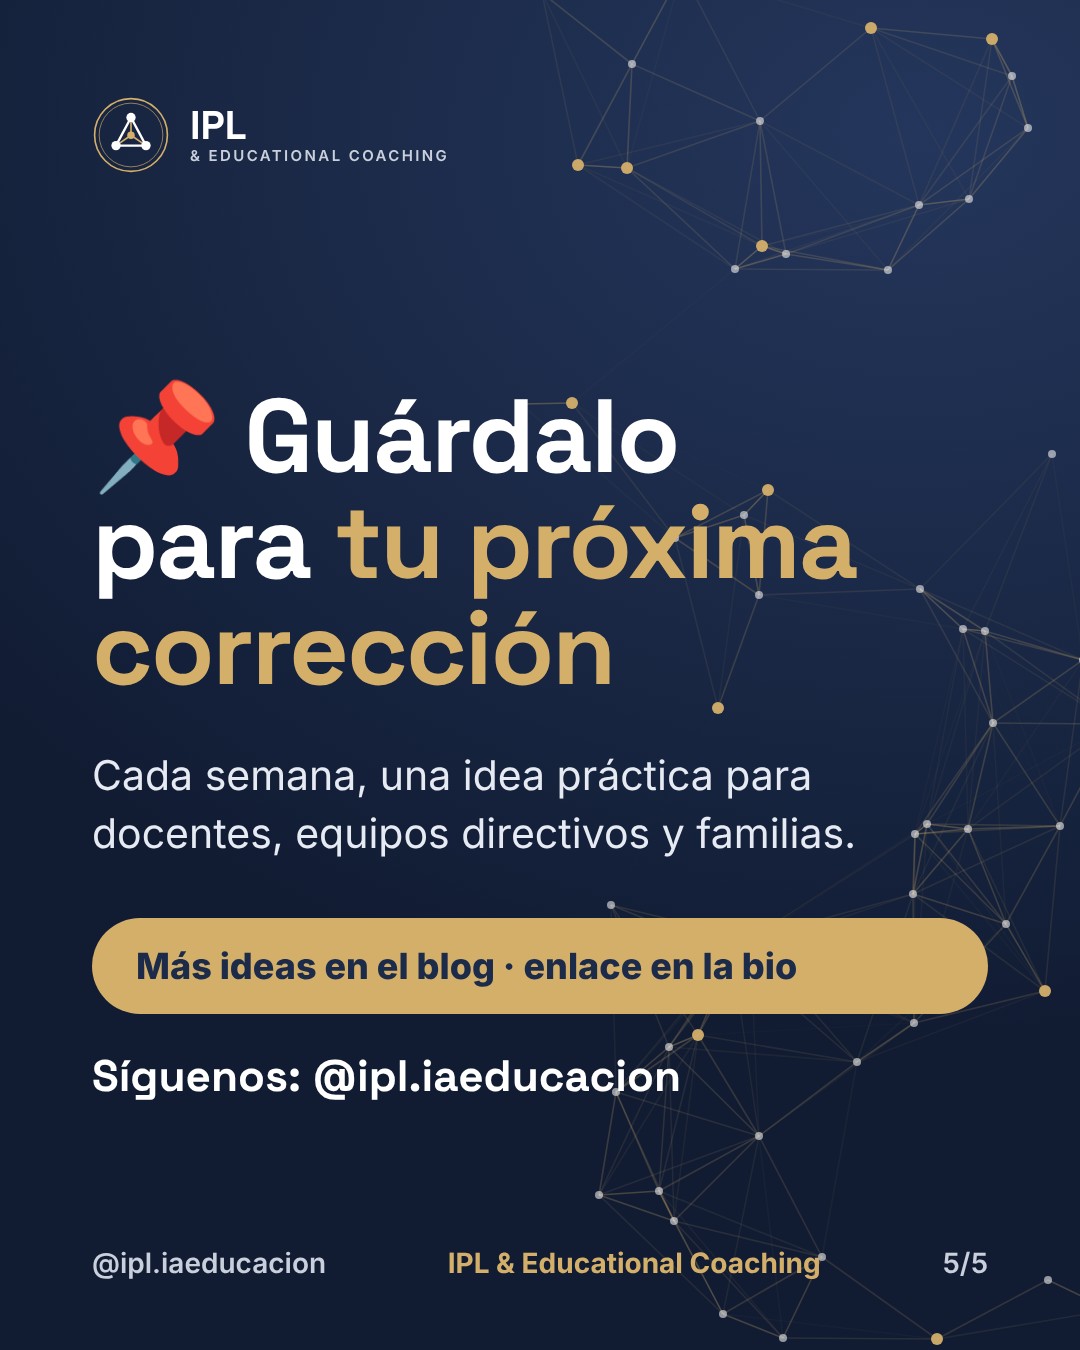 IPL
& EDUCATIONAL COACHING
📌 Guárdalo
para tu próxima
corrección
Cada semana, una idea práctica para
docentes, equipos directivos y familias.
Más ideas en el blog · enlace en la bio
Síguenos: @ipl.iaeducacion
@ipl.iaeducacion IPL & Educational Coaching 5/5